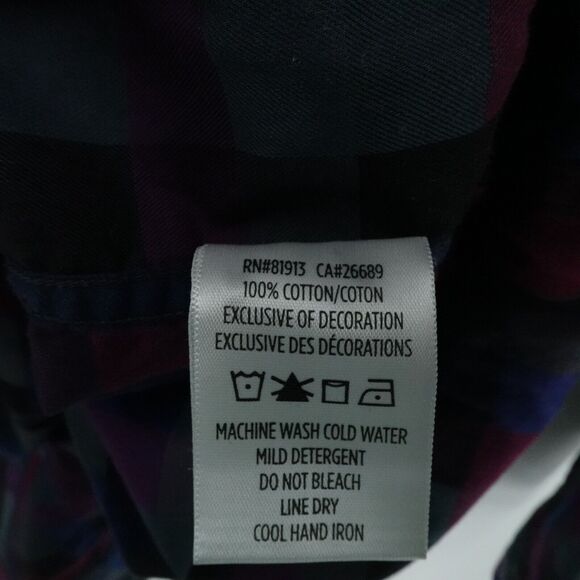 RN#81913 CA#26689
100% COTTON/COTON
EXCLUSIVE OF DECORATION
EXCLUSIVE DES DÉCORATIONS
MACHINE WASH COLD WATER
MILD DETERGENT
DO NOT BLEACH
LINE DRY
COOL HAND IRON